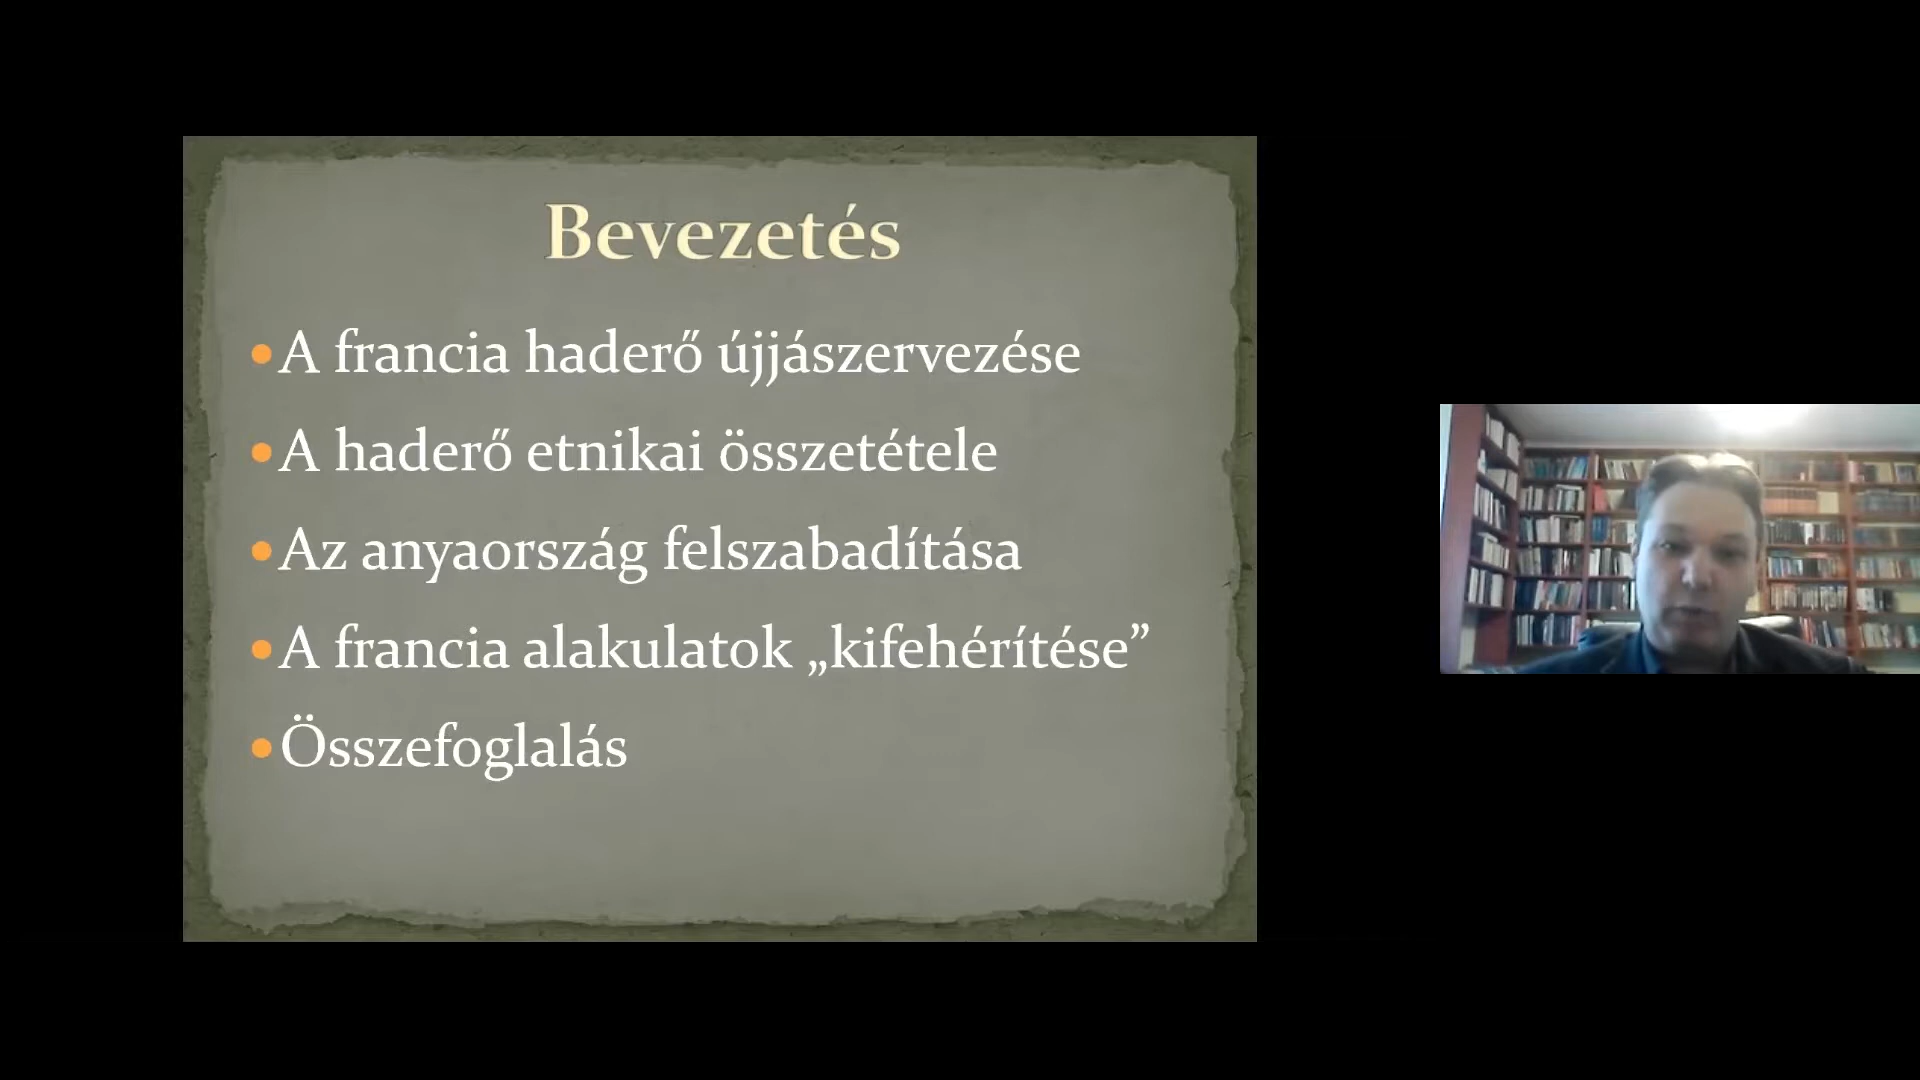 Bevezetés
A francia haderő újjászervezése
A haderő etnikai összetétele
Az anyaország felszabadítása
A francia alakulatok „kifehérítése”
Összefoglalás